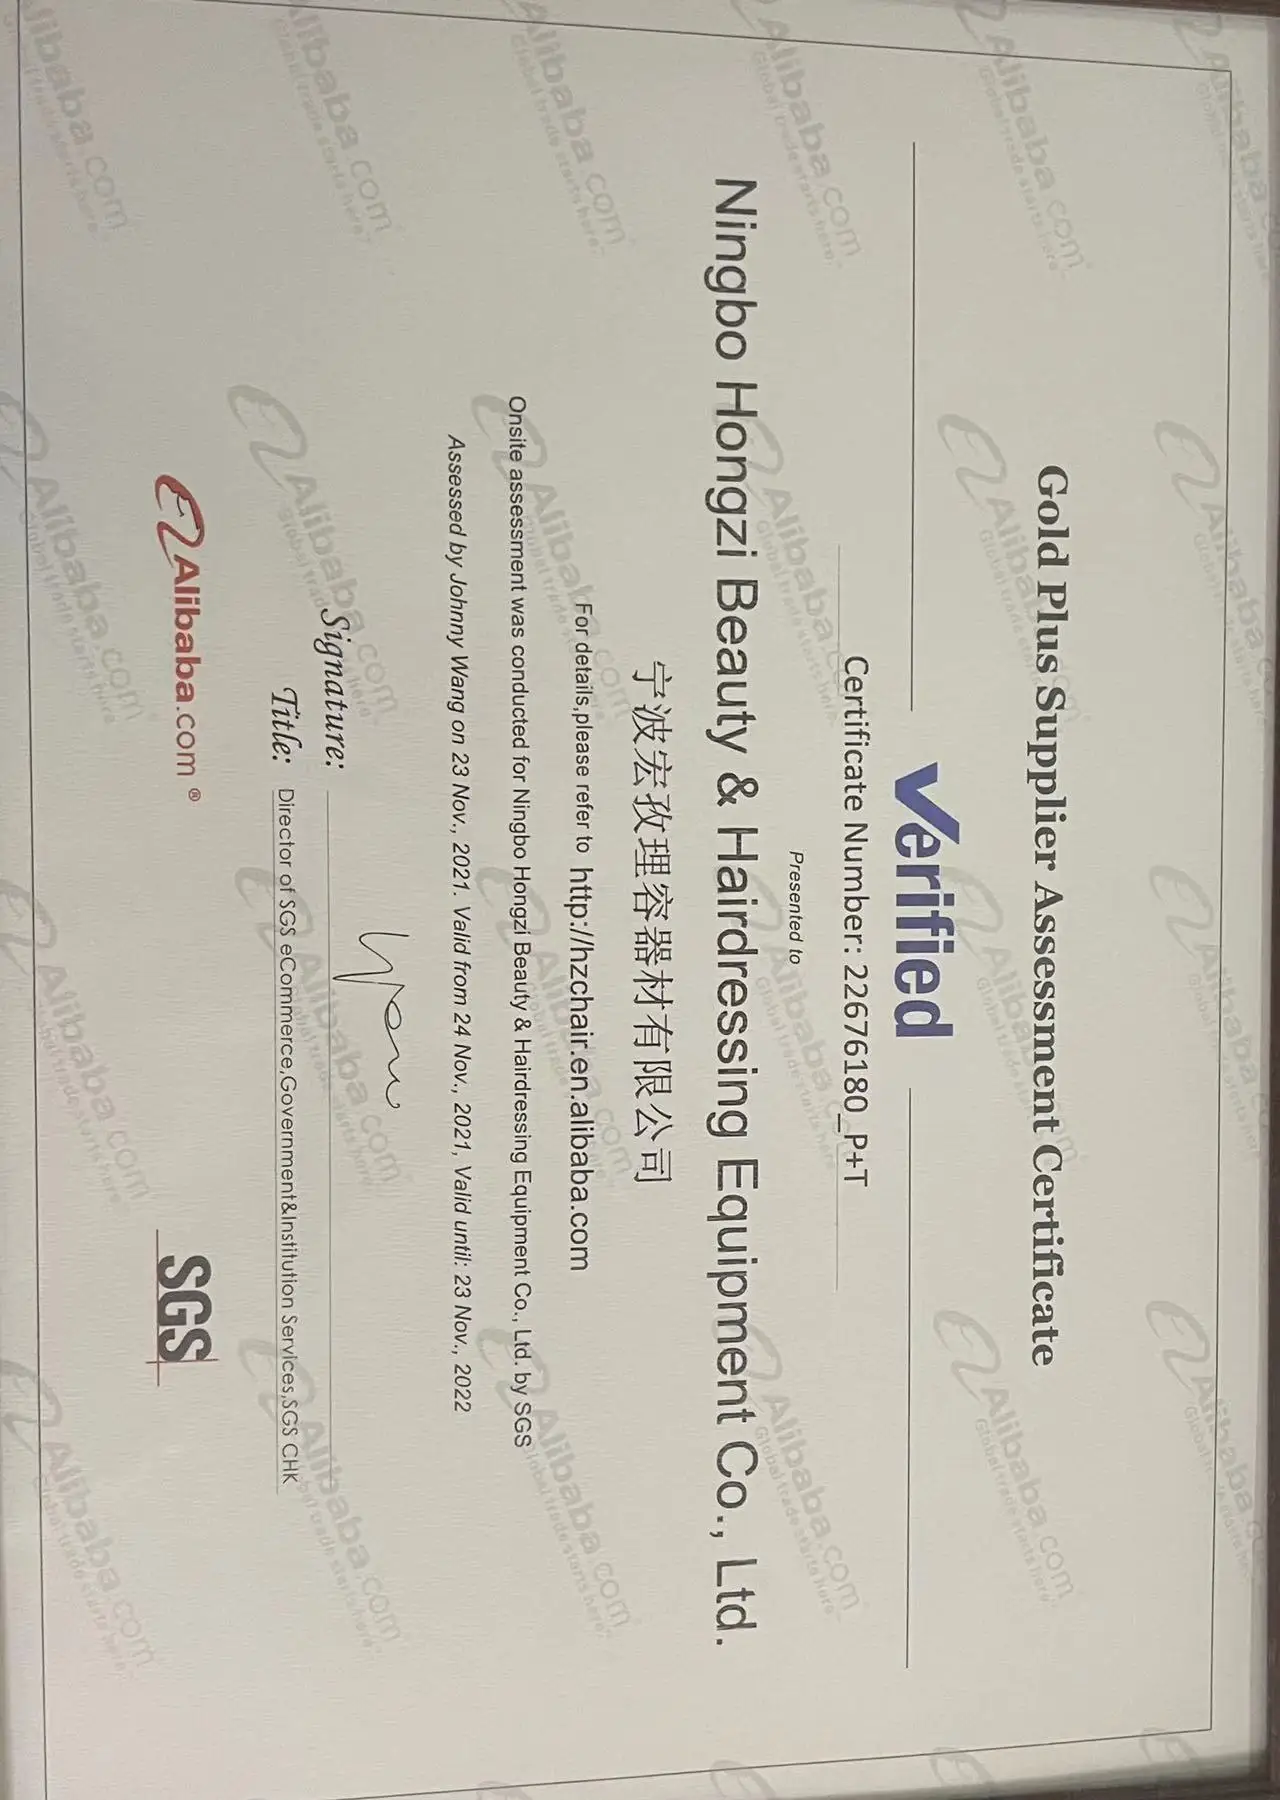 Gold Plus Supplier Assessment Certificate
Verified
Certificate Number: 22676180_P+T
Presented to
Ningbo Hongzi Beauty & Hairdressing Equipment Co., Ltd.
宁波宏孜理容器材有限公司
For details,please refer to http://hzchair.en.alibaba.com
Onsite assessment was conducted for Ningbo Hongzi Beauty & Hairdressing Equipment Co., Ltd. by SGS
Assessed by Johnny Wang on 23 Nov., 2021. Valid from 24 Nov., 2021, Valid until: 23 Nov., 2022
Signature:
Title: Director of SGS eCommerce,Government&Institution Services,SGS CHK
Alibaba.com®
SGS